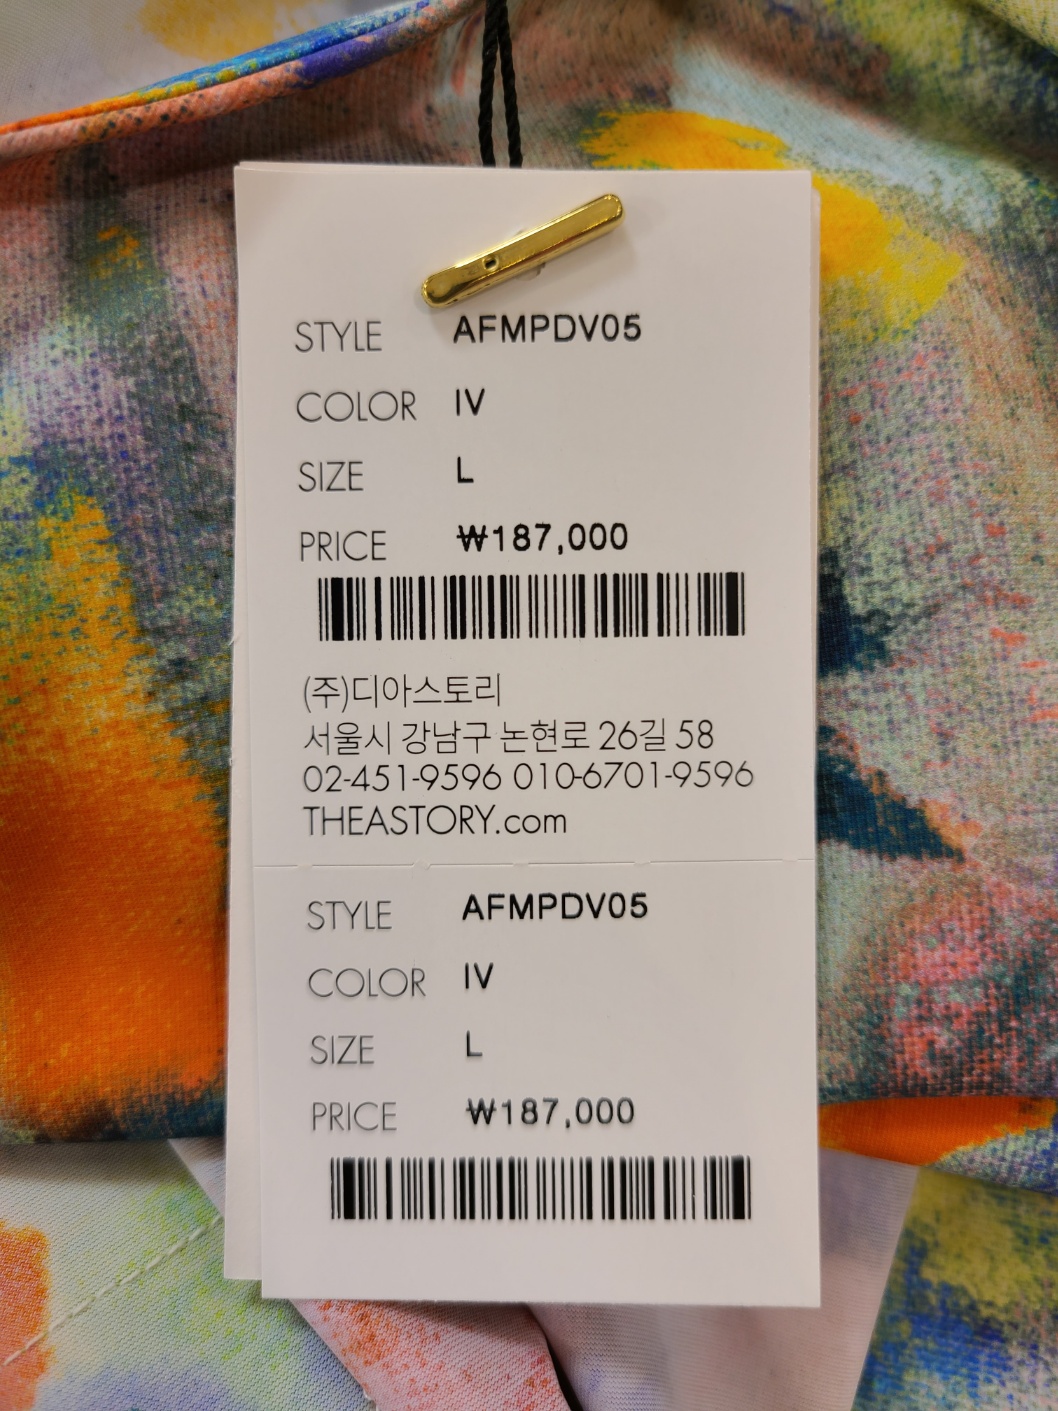 STYLE AFMPDV05
COLOR IV
SIZE L
PRICE ₩187,000
(주)디아스토리
서울시 강남구 논현로 26길 58
02-451-9596 010-6701-9596
THEASTORY.com
STYLE AFMPDV05
COLOR IV
SIZE L
PRICE ₩187,000